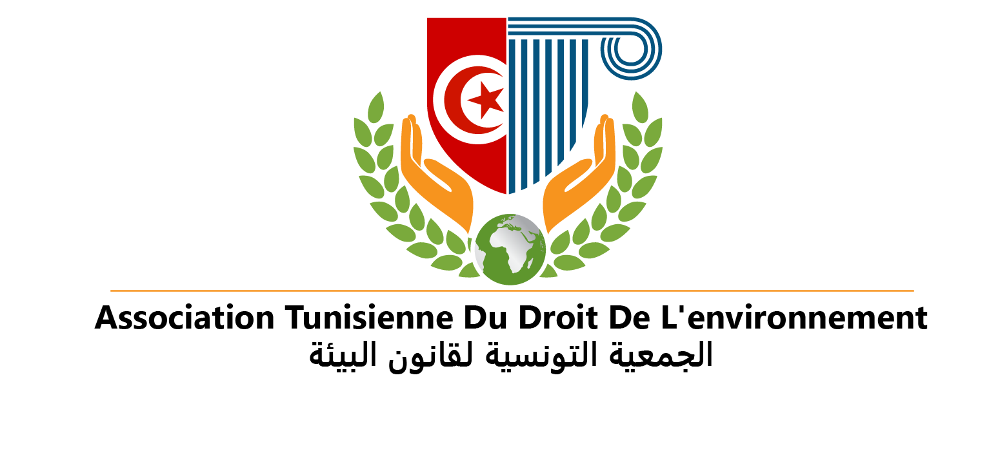 Association Tunisienne Du Droit De L'environnement
الجمعية التونسية لقانون البيئة